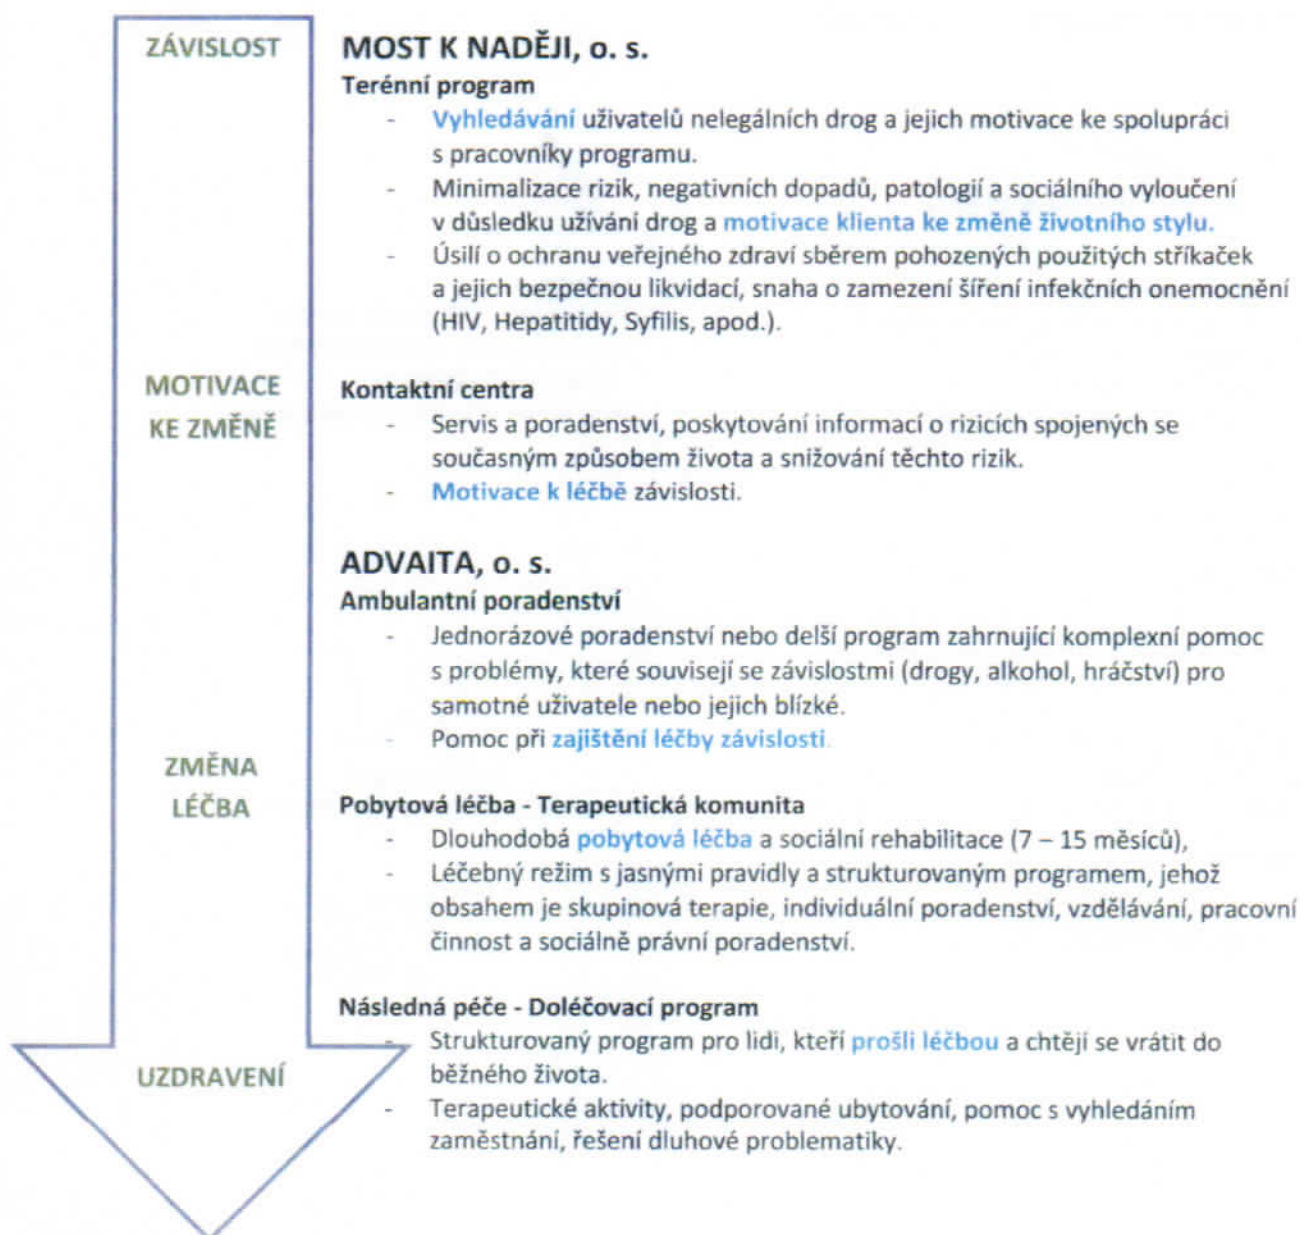 ZÁVISLOST
MOST K NADĚJI, o. s.
Terénní program
- Vyhledávání uživatelů nelegálních drog a jejich motivace ke spolupráci
s pracovníky programu.
- Minimalizace rizik, negativních dopadů, patologií a sociálního vyloučení
v důsledku užívání drog a motivace klienta ke změně životního stylu.
- Úsilí o ochranu veřejného zdraví sběrem pohozených použitých stříkaček
a jejich bezpečnou likvidací, snaha o zamezení šíření infekčních onemocnění
(HIV, Hepatitidy, Syfilis, apod.).
MOTIVACE
KE ZMĚNĚ
Kontaktní centra
- Servis a poradenství, poskytování informací o rizicích spojených se
současným způsobem života a snižování těchto rizik.
- Motivace k léčbě závislosti.
ADVAITA, o. s.
Ambulantní poradenství
- Jednorázové poradenství nebo delší program zahrnující komplexní pomoc
s problémy, které souvisejí se závislostmi (drogy, alkohol, hráčství) pro
samotné uživatele nebo jejich blízké.
- Pomoc při zajištění léčby závislosti.
ZMĚNA
LÉČBA
Pobytová léčba - Terapeutická komunita
- Dlouhodobá pobytová léčba a sociální rehabilitace (7 – 15 měsíců),
- Léčebný režim s jasnými pravidly a strukturovaným programem, jehož
obsahem je skupinová terapie, individuální poradenství, vzdělávání, pracovní
činnost a sociálně právní poradenství.
Následná péče - Doléčovací program
- Strukturovaný program pro lidi, kteří prošli léčbou a chtějí se vrátit do
běžného života.
UZDRAVENÍ
- Terapeutické aktivity, podporované ubytování, pomoc s vyhledáním
zaměstnání, řešení dluhové problematiky.